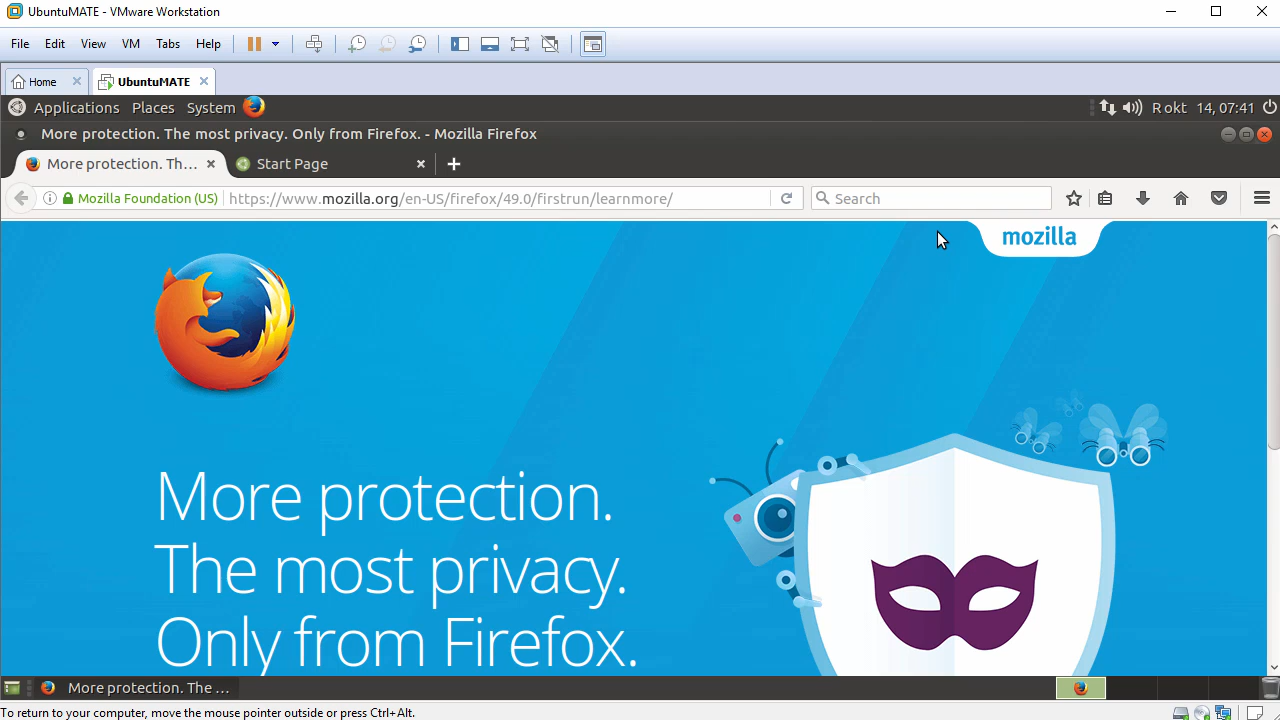 UbuntuMATE - VMware Workstation
File Edit View VM Tabs Help
Home UbuntuMATE
Applications Places System R okt 14, 07:41
More protection. The most privacy. Only from Firefox. - Mozilla Firefox
More protection. Th... Start Page
Mozilla Foundation (US) https://www.mozilla.org/en-US/firefox/49.0/firstrun/learnmore/ Search
mozilla
More protection.
The most privacy.
Only from Firefox.
More protection. The ...
To return to your computer, move the mouse pointer outside or press Ctrl+Alt.